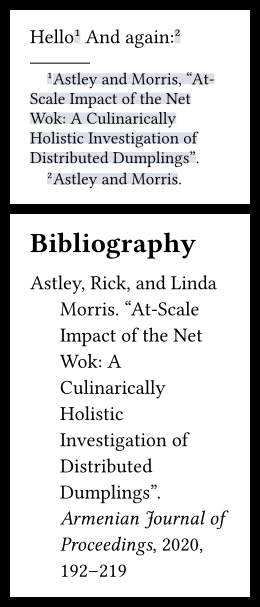 Hello¹ And again:²
¹Astley and Morris, “At-
Scale Impact of the Net
Wok: A Culinarically
Holistic Investigation of
Distributed Dumplings”.
²Astley and Morris.
Bibliography
Astley, Rick, and Linda
Morris. “At-Scale
Impact of the Net
Wok: A
Culinarically
Holistic
Investigation of
Distributed
Dumplings”.
Armenian Journal of
Proceedings, 2020,
192–219